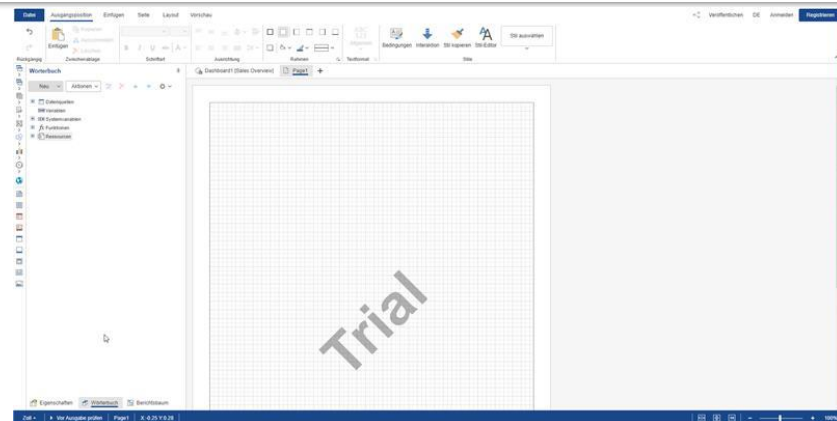 Datei Ausgangsposition Einfügen Seite Layout Vorschau Veröffentlichen DE Anmelden Registrieren
Einfügen
Kopieren
Ausschneiden
Löschen
Bedingungen Interaktion Stil kopieren Stil-Editor
Stil auswählen
Rückgängig Zwischenablage Schriftart Ausrichtung Rahmen Textformat Stile
Wörterbuch
Dashboard1 [Sales Overview] Page1
Neu Aktionen
Datenquellen
Variablen
Systemvariablen
Funktionen
Ressourcen
Trial
Eigenschaften Wörterbuch Berichtsbaum
Zoll Vor Ausgabe prüfen Page1 X:-0.25 Y:9.28 100%